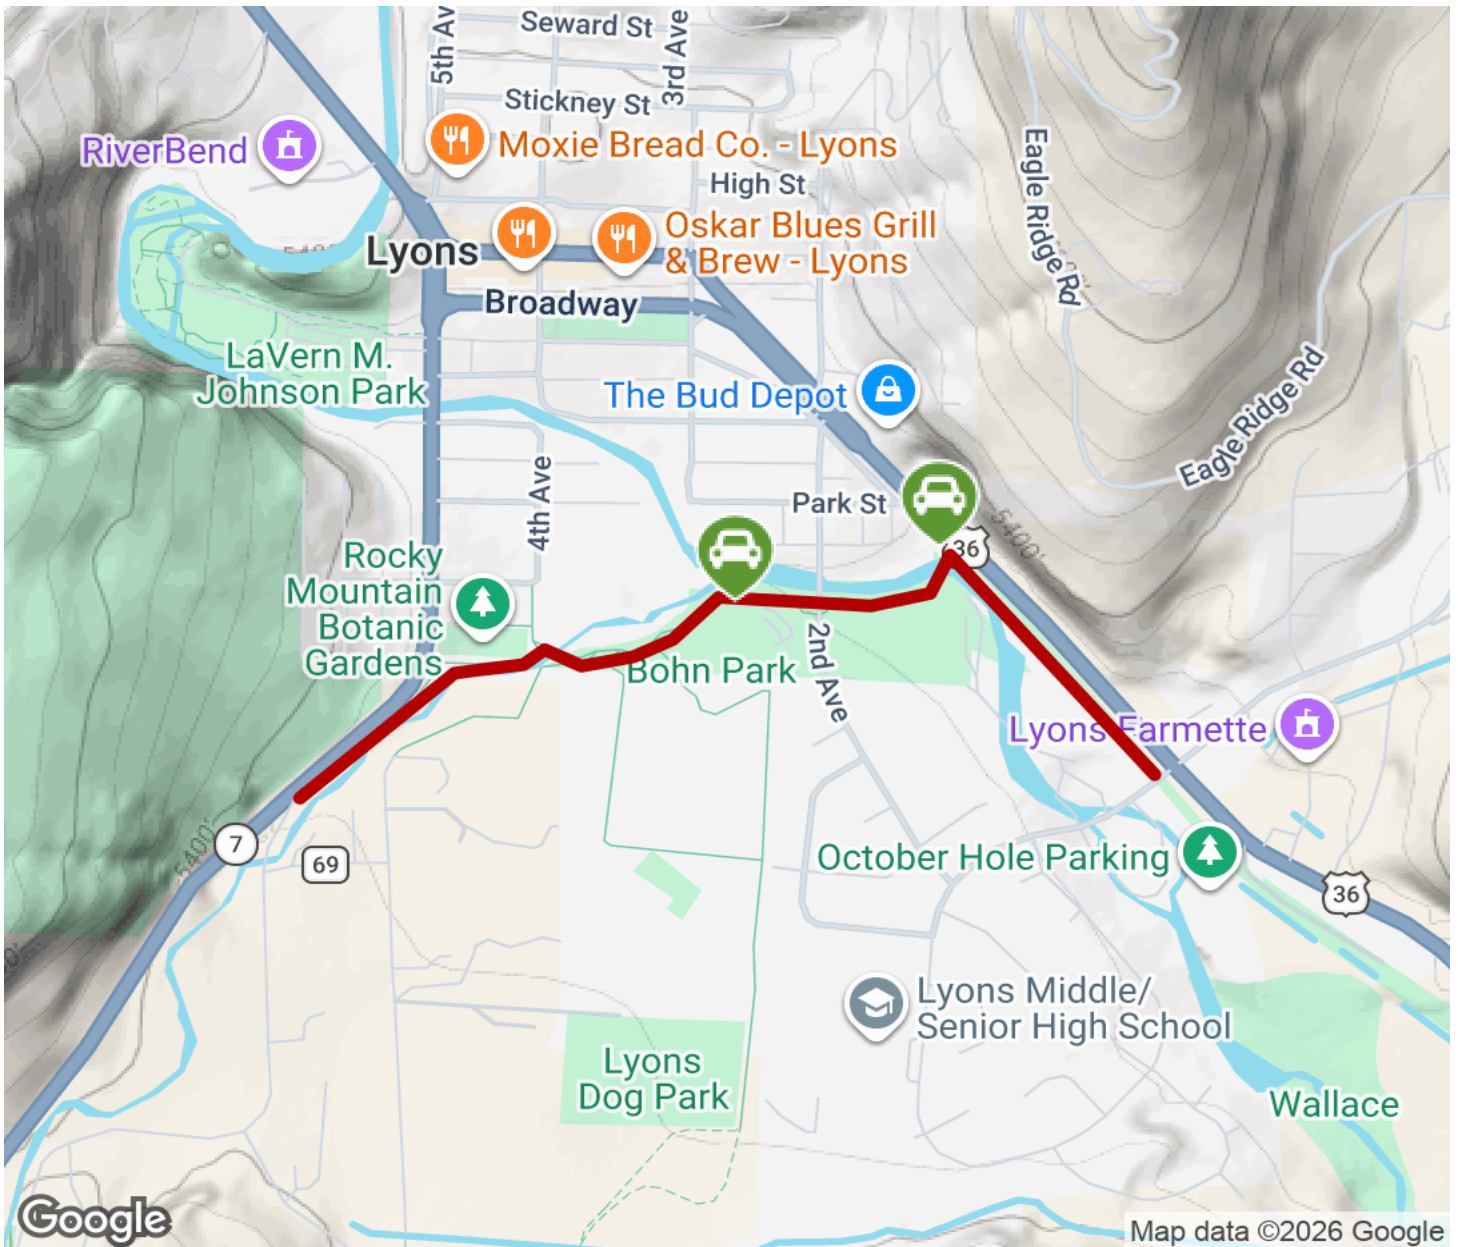 Seward St
5th Av
3rd Ave
Stickney St
RiverBend
Moxie Bread Co. - Lyons
High St
Eagle Ridge Rd
Oskar Blues Grill
& Brew - Lyons
Lyons
Broadway
LaVern M.
Johnson Park
The Bud Depot
Eagle Ridge Rd
4th Ave
Park St
5400'
36
Rocky
Mountain
Botanic
Gardens
Bohn Park
2nd Ave
Lyons Farmette
7
5400'
69
October Hole Parking
36
Lyons Middle/
Senior High School
Lyons
Dog Park
Wallace
Google
Map data ©2026 Google